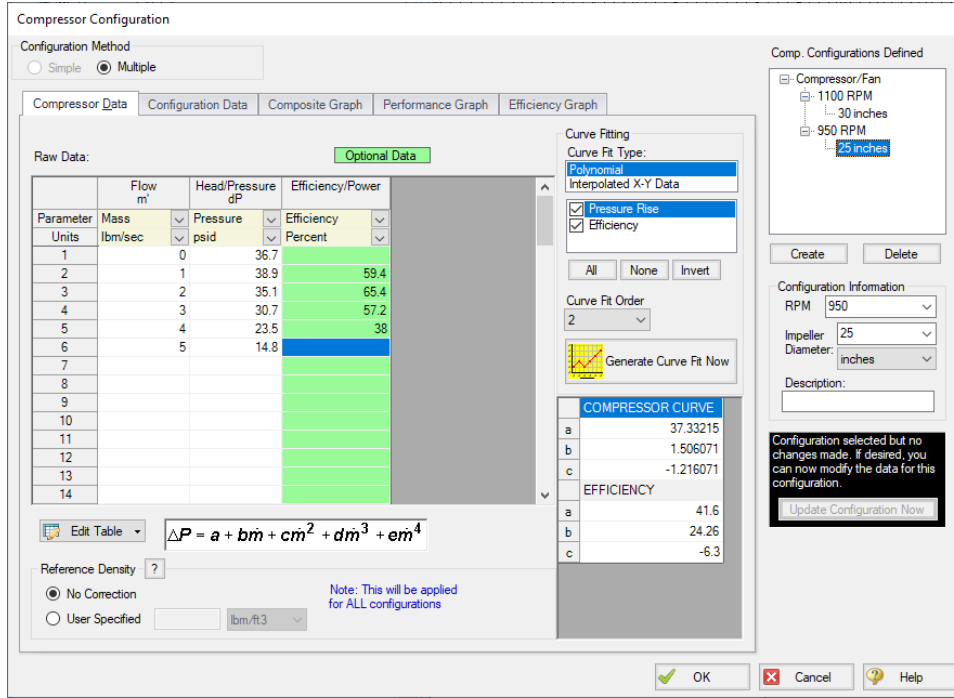 Compressor Configuration
Configuration Method
Simple Multiple
Compressor Data Configuration Data Composite Graph Performance Graph Efficiency Graph
Raw Data:
Optional Data
Flow Head/Pressure Efficiency/Power
m' dP
Parameter Mass Pressure Efficiency
Units lbm/sec psid Percent
1 0 36.7
2 1 38.9 59.4
3 2 35.1 65.4
4 3 30.7 57.2
5 4 23.5 38
6 5 14.8
7
8
9
10
11
12
13
14
Edit Table
ΔP = a + bṁ + cṁ² + dṁ³ + eṁ⁴
Reference Density ?
No Correction
User Specified lbm/ft3
Note: This will be applied
for ALL configurations
Curve Fitting
Curve Fit Type:
Polynomial
Interpolated X-Y Data
Pressure Rise
Efficiency
All None Invert
Curve Fit Order
2
Generate Curve Fit Now
COMPRESSOR CURVE
a 37.33215
b 1.506071
c -1.216071
EFFICIENCY
a 41.6
b 24.26
c -6.3
Comp. Configurations Defined
Compressor/Fan
1100 RPM
30 inches
950 RPM
25 inches
Create Delete
Configuration Information
RPM 950
Impeller 25
Diameter: inches
Description:
Configuration selected but no
changes made. If desired, you
can now modify the data for this
configuration.
Update Configuration Now
OK Cancel Help